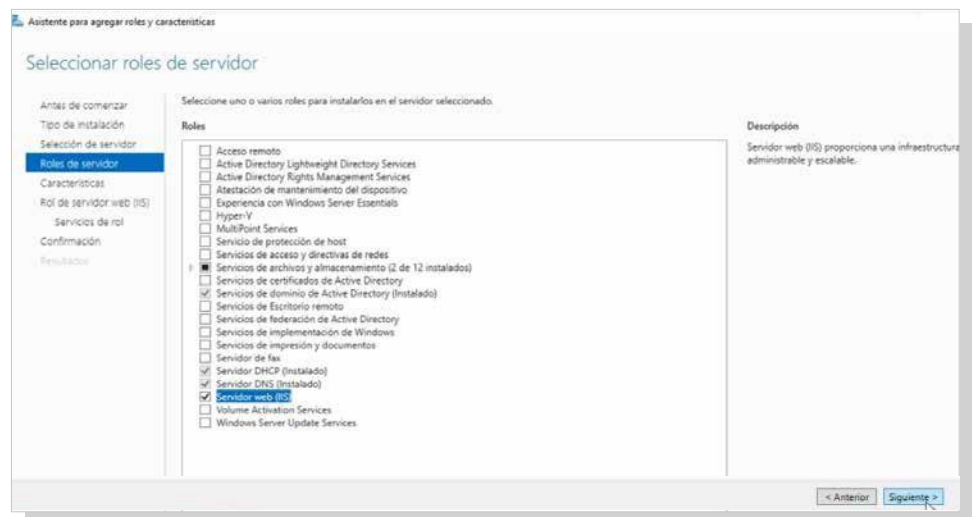 Asistente para agregar roles y características
Seleccionar roles de servidor
Antes de comenzar
Tipo de instalación
Selección de servidor
Roles de servidor
Características
Rol de servidor web (IIS)
Servicios de rol
Confirmación
Resultados
Seleccione uno o varios roles para instalarlos en el servidor seleccionado.
Roles
Acceso remoto
Active Directory Lightweight Directory Services
Active Directory Rights Management Services
Atestación de mantenimiento del dispositivo
Experiencia con Windows Server Essentials
Hyper-V
MultiPoint Services
Servicio de protección de host
Servicios de acceso y directivas de redes
Servicios de archivos y almacenamiento (2 de 12 instalados)
Servicios de certificados de Active Directory
Servicios de dominio de Active Directory (Instalado)
Servicios de Escritorio remoto
Servicios de federación de Active Directory
Servicios de implementación de Windows
Servicios de impresión y documentos
Servidor de fax
Servidor DHCP (Instalado)
Servidor DNS (Instalado)
Servidor web (IIS)
Volume Activation Services
Windows Server Update Services
Descripción
Servidor web (IIS) proporciona una infraestructura
administrable y escalable.
< Anterior
Siguiente >